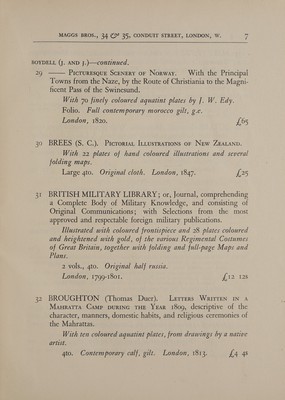 MAGGS BROS., 34 & 35, CONDUIT STREET, LONDON, W. 7
BOYDELL (J. AND J.)—continued.
29 —— PICTURESQUE SCENERY OF NORWAY. With the Principal
Towns from the Naze, by the Route of Christiania to the Magni-
ficent Pass of the Swinesund.
With 70 finely coloured aquatint plates by J. W. Edy.
Folio. Full contemporary morocco gilt, g.e.
London, 1820. £65
30 BREES (S. C.). PICTORIAL ILLUSTRATIONS OF NEW ZEALAND.
With 22 plates of hand coloured illustrations and several
folding maps.
Large 4to. Original cloth. London, 1847. £25
31 BRITISH MILITARY LIBRARY; or, Journal, comprehending
a Complete Body of Military Knowledge, and consisting of
Original Communications; with Selections from the most
approved and respectable foreign military publications.
Illustrated with coloured frontispiece and 28 plates coloured
and heightened with gold, of the various Regimental Costumes
of Great Britain, together with folding and full-page Maps and
Plans.
2 vols., 4to. Original half russia.
London, 1799-1801. £12 12s
32 BROUGHTON (Thomas Duer). LETTERS WRITTEN IN A
MAHRATTA CAMP DURING THE YEAR 1809, descriptive of the
character, manners, domestic habits, and religious ceremonies of
the Mahrattas.
With ten coloured aquatint plates, from drawings by a native
artist.
4to. Contemporary calf, gilt. London, 1813. £4 4s